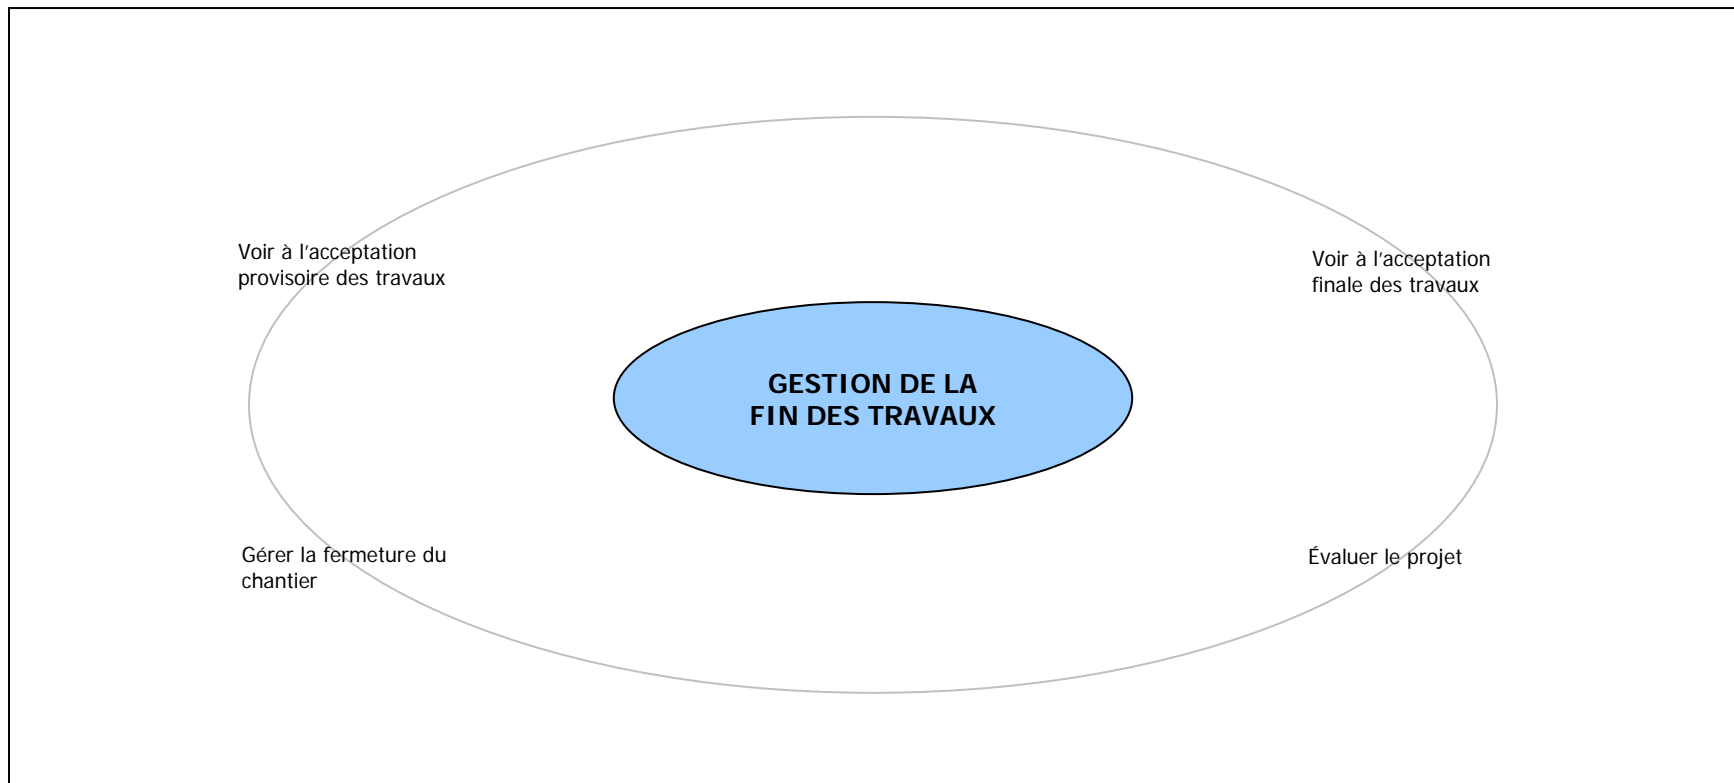 Voir à l'acceptation
provisoire des travaux
Voir à l'acceptation
finale des travaux
GESTION DE LA
FIN DES TRAVAUX
Gérer la fermeture du
chantier
Évaluer le projet